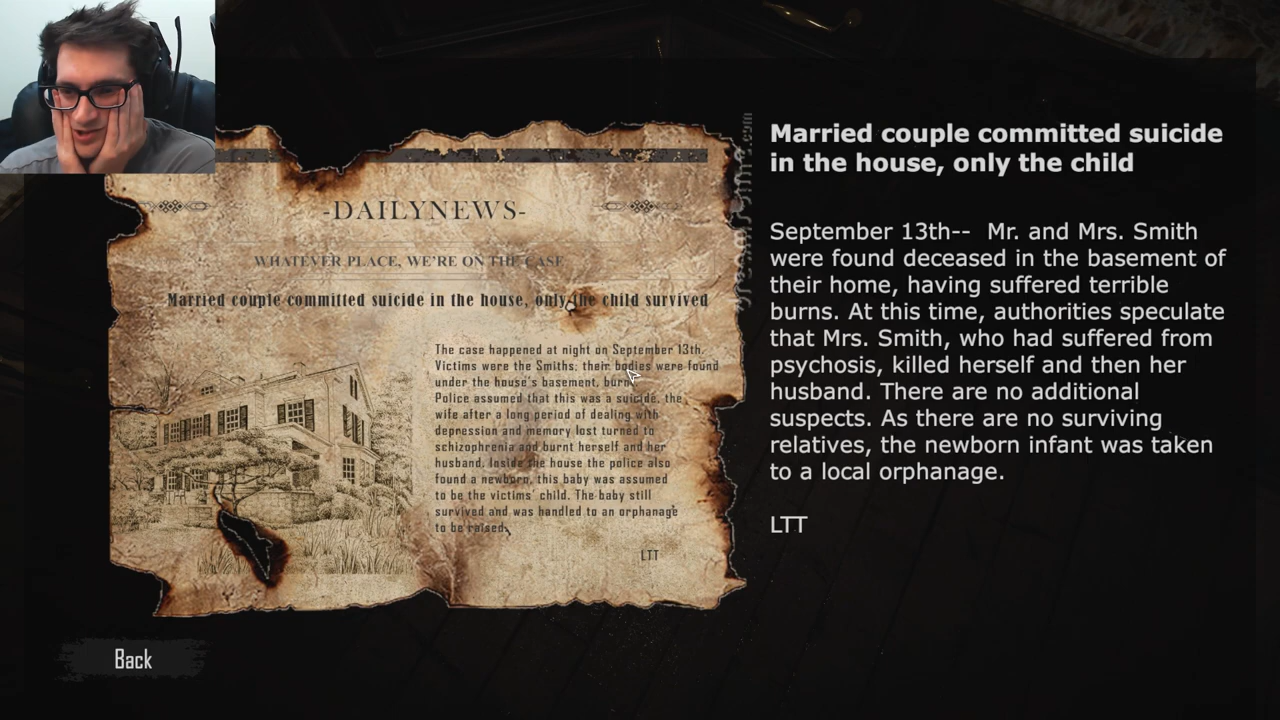 -DAILYNEWS-
WHATEVER PLACE, WE'RE ON THE CASE
Married couple committed suicide in the house, only the child survived
The case happened at night on September 13th.
Victims were the Smiths; their bodies were found
under the house's basement, burn
Police assumed that this was a suicide, the
wife after a long period of dealing with
depression and memory lost turned to
schizophrenia and burnt herself and her
husband. Inside the house the police also
found a newborn, this baby was assumed
to be the victims' child. The baby still
survived and was handled to an orphanage
to be raised.
LTT
Married couple committed suicide
in the house, only the child
September 13th-- Mr. and Mrs. Smith
were found deceased in the basement of
their home, having suffered terrible
burns. At this time, authorities speculate
that Mrs. Smith, who had suffered from
psychosis, killed herself and then her
husband. There are no additional
suspects. As there are no surviving
relatives, the newborn infant was taken
to a local orphanage.
LTT
Back